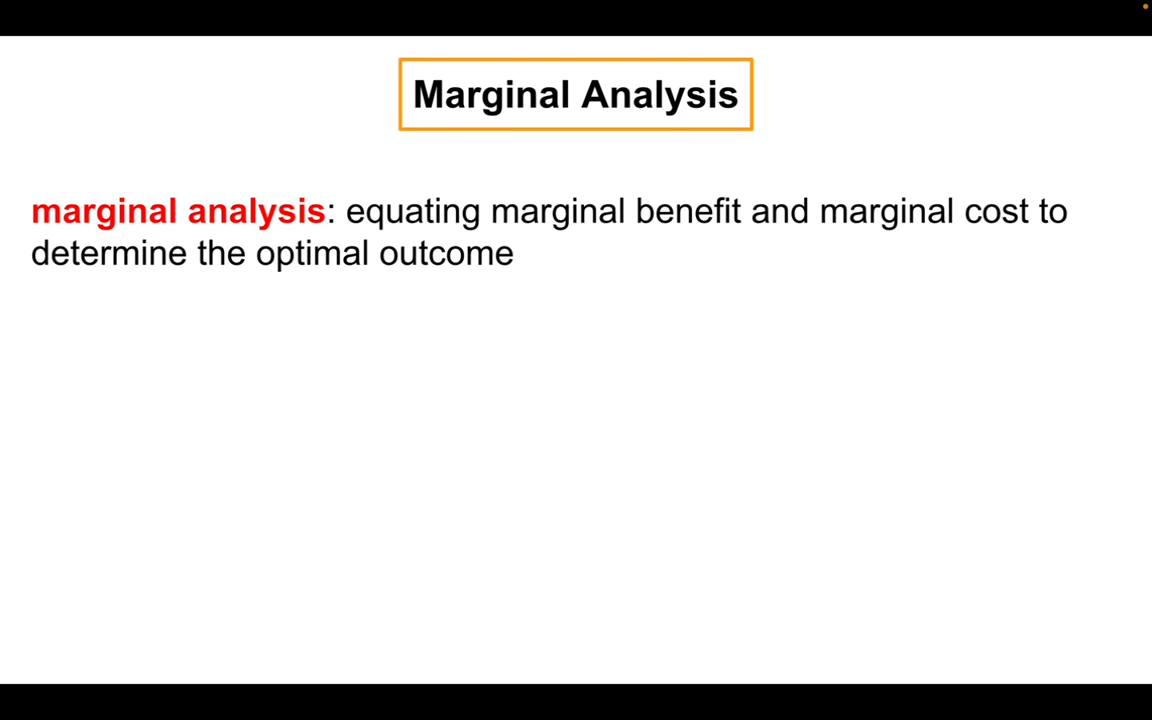 Marginal Analysis
marginal analysis: equating marginal benefit and marginal cost to
determine the optimal outcome